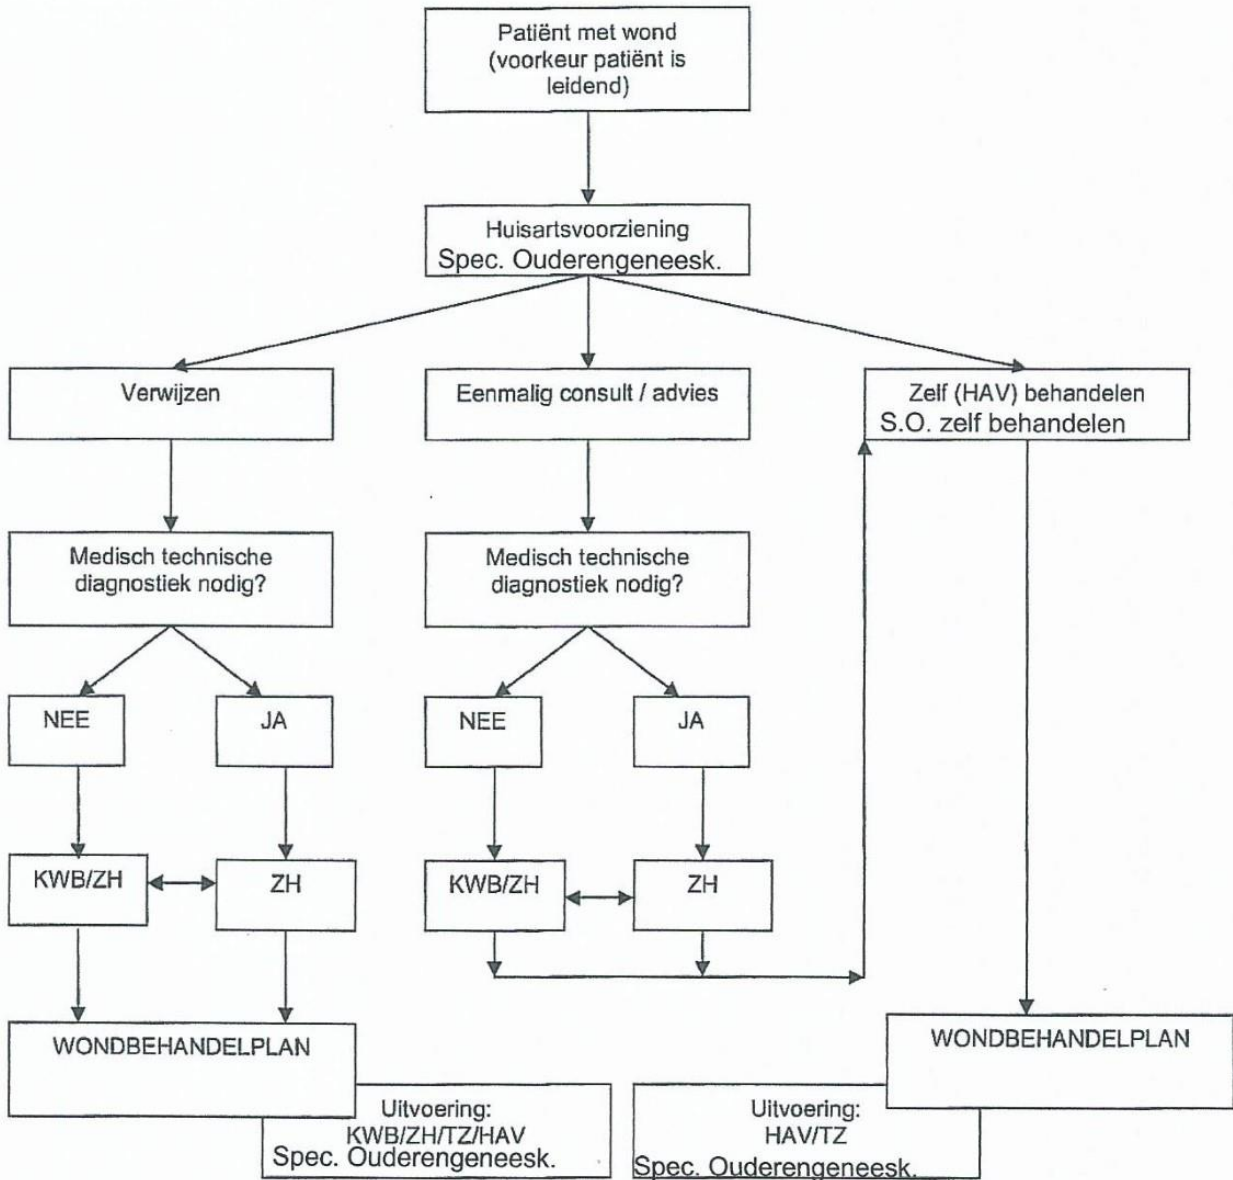 Patiënt met wond
(voorkeur patiënt is
leidend)
Huisartsvoorziening
Spec. Ouderengeneesk.
Verwijzen
Eenmalig consult / advies
Zelf (HAV) behandelen
S.O. zelf behandelen
Medisch technische
diagnostiek nodig?
Medisch technische
diagnostiek nodig?
NEE
JA
NEE
JA
KWB/ZH
ZH
KWB/ZH
ZH
WONDBEHANDELPLAN
WONDBEHANDELPLAN
Uitvoering:
KWB/ZH/TZ/HAV
Spec. Ouderengeneesk.
Uitvoering:
HAV/TZ
Spec. Ouderengeneesk.